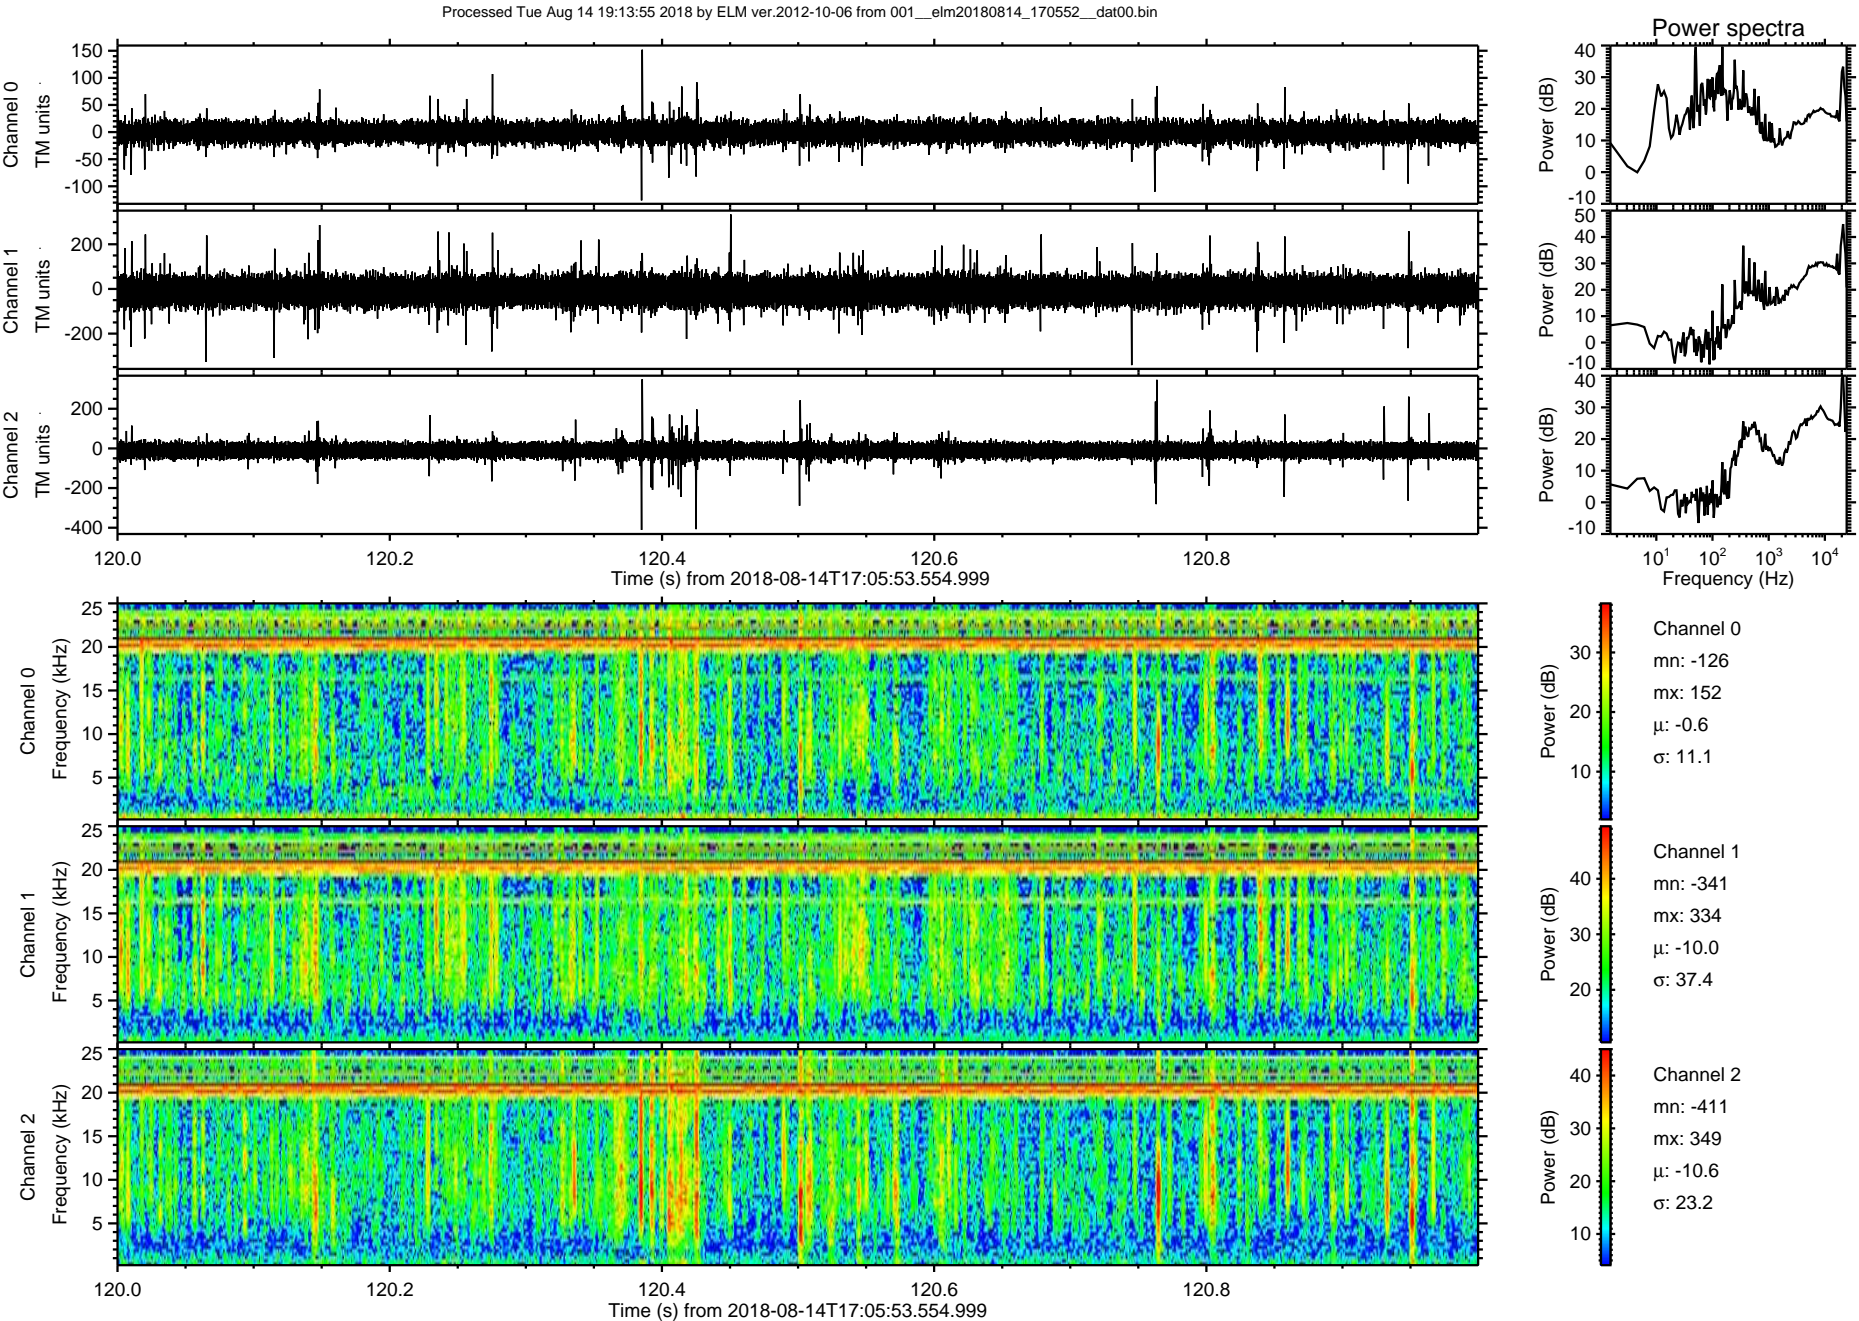 Processed Tue Aug 14 19:13:55 2018 by ELM ver.2012-10-06 from 001__elm20180814_170552__dat00.bin
Power spectra
Channel 0
TM units
150
100
50
0
-50
-100
Power (dB)
40
30
20
10
0
-10
Channel 1
TM units
200
0
-200
Power (dB)
50
40
30
20
10
0
-10
Channel 2
TM units
200
0
-200
-400
Power (dB)
40
30
20
10
0
-10
120.0 120.2 120.4 120.6 120.8
Time (s) from 2018-08-14T17:05:53.554.999
10^1 10^2 10^3 10^4
Frequency (Hz)
Channel 0
Frequency (kHz)
25
20
15
10
5
Power (dB)
30
20
10
Channel 0
mn: -126
mx: 152
μ: -0.6
σ: 11.1
Channel 1
Frequency (kHz)
25
20
15
10
5
Power (dB)
40
30
20
Channel 1
mn: -341
mx: 334
μ: -10.0
σ: 37.4
Channel 2
Frequency (kHz)
25
20
15
10
5
Power (dB)
40
30
20
10
Channel 2
mn: -411
mx: 349
μ: -10.6
σ: 23.2
120.0 120.2 120.4 120.6 120.8
Time (s) from 2018-08-14T17:05:53.554.999